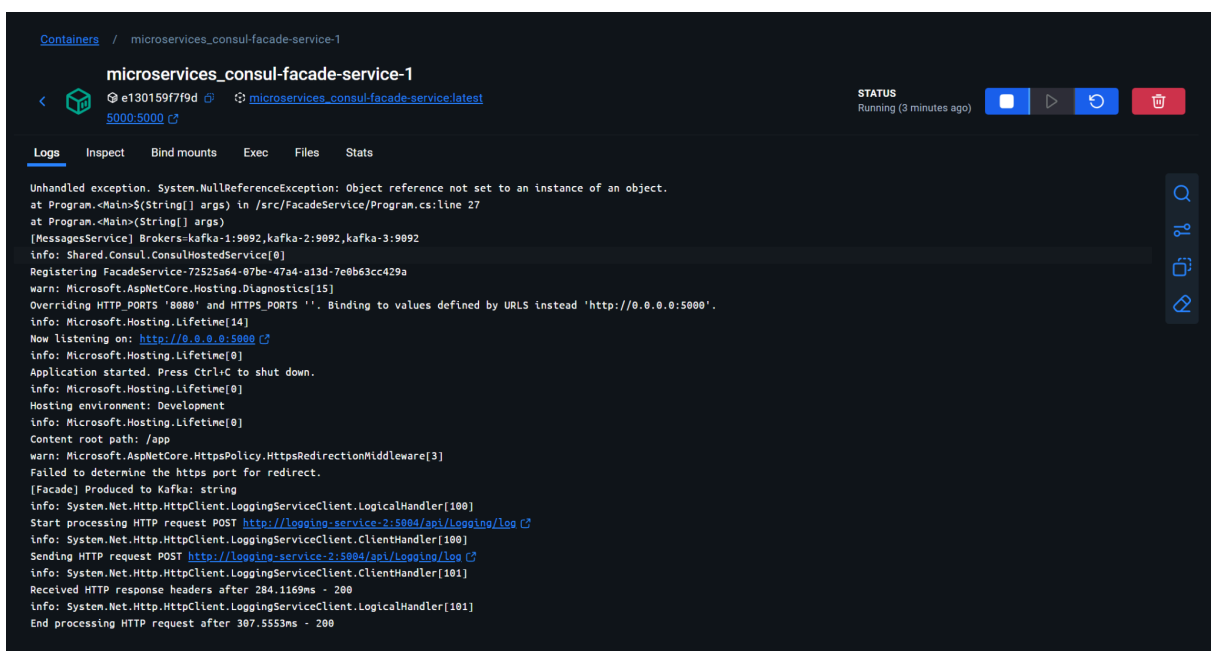 Containers / microservices_consul-facade-service-1
microservices_consul-facade-service-1
e130159f7f9d microservices_consul-facade-service:latest
5000:5000
STATUS
Running (3 minutes ago)
Logs Inspect Bind mounts Exec Files Stats
Unhandled exception. System.NullReferenceException: Object reference not set to an instance of an object.
at Program.<Main>$(String[] args) in /src/FacadeService/Program.cs:line 27
at Program.<Main>(String[] args)
[MessagesService] Brokers=kafka-1:9092,kafka-2:9092,kafka-3:9092
info: Shared.Consul.ConsulHostedService[0]
Registering FacadeService-72525a64-07be-47a4-a13d-7e0b63cc429a
warn: Microsoft.AspNetCore.Hosting.Diagnostics[15]
Overriding HTTP_PORTS '8080' and HTTPS_PORTS ''. Binding to values defined by URLS instead 'http://0.0.0.0:5000'.
info: Microsoft.Hosting.Lifetime[14]
Now listening on: http://0.0.0.0:5000
info: Microsoft.Hosting.Lifetime[0]
Application started. Press Ctrl+C to shut down.
info: Microsoft.Hosting.Lifetime[0]
Hosting environment: Development
info: Microsoft.Hosting.Lifetime[0]
Content root path: /app
warn: Microsoft.AspNetCore.HttpsPolicy.HttpsRedirectionMiddleware[3]
Failed to determine the https port for redirect.
[Facade] Produced to Kafka: string
info: System.Net.Http.HttpClient.LoggingServiceClient.LogicalHandler[100]
Start processing HTTP request POST http://logging-service-2:5004/api/Logging/log
info: System.Net.Http.HttpClient.LoggingServiceClient.ClientHandler[100]
Sending HTTP request POST http://logging-service-2:5004/api/Logging/log
info: System.Net.Http.HttpClient.LoggingServiceClient.ClientHandler[101]
Received HTTP response headers after 284.1169ms - 200
info: System.Net.Http.HttpClient.LoggingServiceClient.LogicalHandler[101]
End processing HTTP request after 307.5553ms - 200